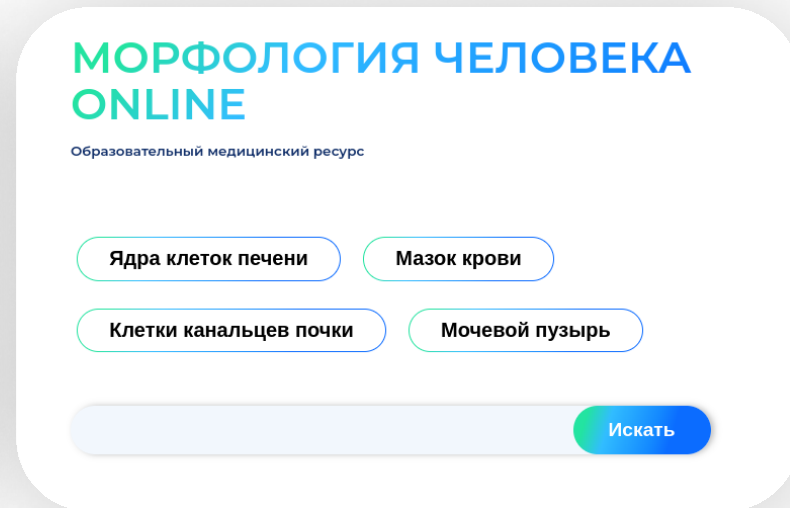 МОРФОЛОГИЯ ЧЕЛОВЕКА
ONLINE
Образовательный медицинский ресурс
Ядра клеток печени
Мазок крови
Клетки канальцев почки
Мочевой пузырь
Искать